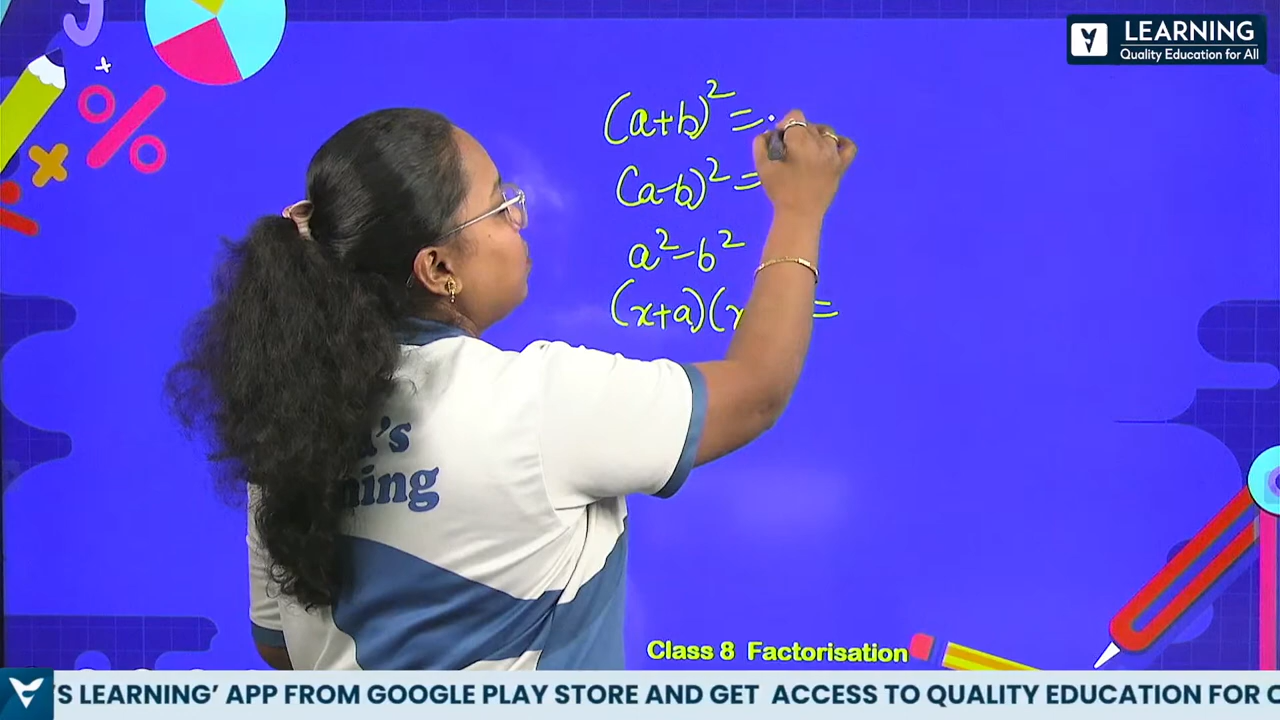 LEARNING
Quality Education for All
(a+b)² =
(a-b)² =
a²-b²
(x+a)(x =
's
ning
Class 8 Factorisation
'S LEARNING' APP FROM GOOGLE PLAY STORE AND GET ACCESS TO QUALITY EDUCATION FOR